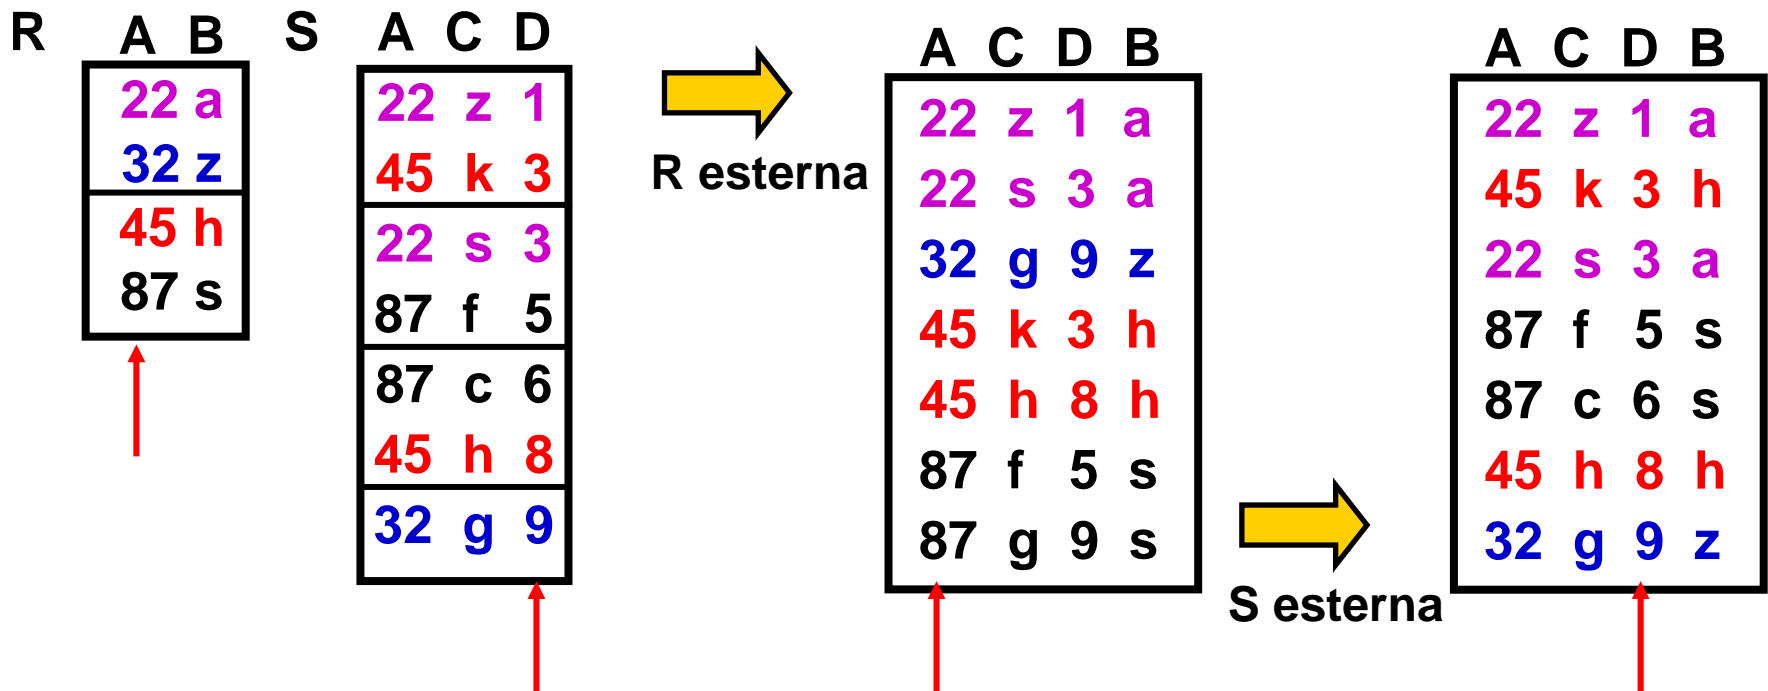 R A B
22 a
32 z
45 h
87 s
S A C D
22 z 1
45 k 3
22 s 3
87 f 5
87 c 6
45 h 8
32 g 9
R esterna
A C D B
22 z 1 a
22 s 3 a
32 g 9 z
45 k 3 h
45 h 8 h
87 f 5 s
87 g 9 s
S esterna
A C D B
22 z 1 a
45 k 3 h
22 s 3 a
87 f 5 s
87 c 6 s
45 h 8 h
32 g 9 z